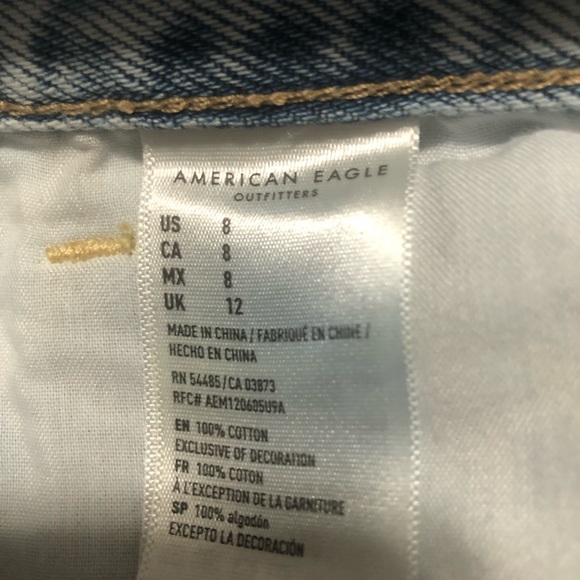 AMERICAN EAGLE
OUTFITTERS
US 8
CA 8
MX 8
UK 12
MADE IN CHINA / FABRIQUÉ EN CHINE /
HECHO EN CHINA
RN 54485/CA 03873
RFC# AEM120605U9A
EN 100% COTTON
EXCLUSIVE OF DECORATION
FR 100% COTON
À L'EXCEPTION DE LA GARNITURE
SP 100% algodón
EXCEPTO LA DECORACIÓN